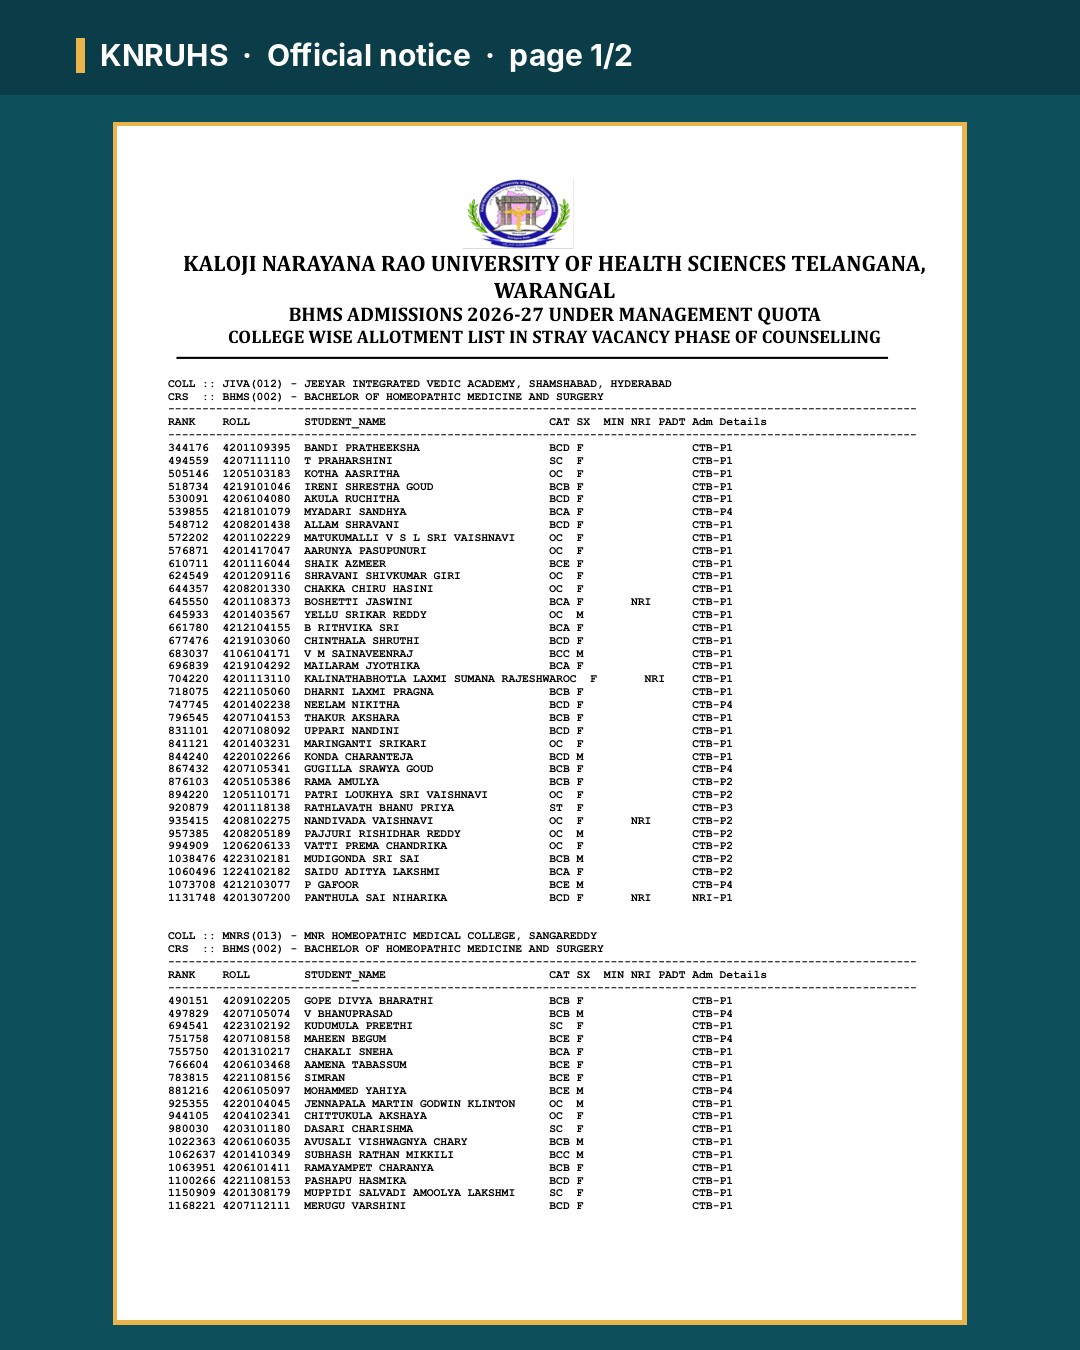 KNRUHS · Official notice · page 1/2
KALOJI NARAYANA RAO UNIVERSITY OF HEALTH SCIENCES TELANGANA,
WARANGAL
BHMS ADMISSIONS 2026-27 UNDER MANAGEMENT QUOTA
COLLEGE WISE ALLOTMENT LIST IN STRAY VACANCY PHASE OF COUNSELLING
COLL :: JIVA(012) - JEEYAR INTEGRATED VEDIC ACADEMY, SHAMSHABAD, HYDERABAD
CRS :: BHMS(002) - BACHELOR OF HOMEOPATHIC MEDICINE AND SURGERY
RANK ROLL STUDENT_NAME CAT SX MIN NRI PADT Adm Details
344176 4201109395 BANDI PRATHEEKSHA BCD F CTB-P1
494559 4207111110 T PRAHARSHINI SC F CTB-P1
505146 1205103183 KOTHA AASRITHA OC F CTB-P1
518734 4219101046 IRENI SHRESTHA GOUD BCB F CTB-P1
530091 4206104080 AKULA RUCHITHA BCD F CTB-P1
539855 4218101079 MYADARI SANDHYA BCA F CTB-P4
548712 4208201438 ALLAM SHRAVANI BCD F CTB-P1
572202 4201102229 MATUKUMALLI V S L SRI VAISHNAVI OC F CTB-P1
576871 4201417047 AARUNYA PASUPUNURI OC F CTB-P1
610711 4201116044 SHAIK AZMEER BCE F CTB-P1
624549 4201209116 SHRAVANI SHIVKUMAR GIRI OC F CTB-P1
644357 4208201330 CHAKKA CHIRU HASINI OC F CTB-P1
645550 4201108373 BOSHETTI JASWINI BCA F NRI CTB-P1
645933 4201403567 YELLU SRIKAR REDDY OC M CTB-P1
661780 4212104155 B RITHVIKA SRI BCA F CTB-P1
677476 4219103060 CHINTHALA SHRUTHI BCD F CTB-P1
683037 4106104171 V M SAINAVEENRAJ BCC M CTB-P1
696839 4219104292 MAILARAM JYOTHIKA BCA F CTB-P1
704220 4201113110 KALINATHABHOTLA LAXMI SUMANA RAJESHWAROC F NRI CTB-P1
718075 4221105060 DHARNI LAXMI PRAGNA BCB F CTB-P1
747745 4201402238 NEELAM NIKITHA BCD F CTB-P4
796545 4207104153 THAKUR AKSHARA BCB F CTB-P1
831101 4207108092 UPPARI NANDINI BCD F CTB-P1
841121 4201403231 MARINGANTI SRIKARI OC F CTB-P1
844240 4220102266 KONDA CHARANTEJA BCD M CTB-P1
867432 4207105341 GUGILLA SRAWYA GOUD BCB F CTB-P4
876103 4205105386 RAMA AMULYA BCB F CTB-P2
894220 1205110171 PATRI LOUKHYA SRI VAISHNAVI OC F CTB-P2
920879 4201118138 RATHLAVATH BHANU PRIYA ST F CTB-P3
935415 4208102275 NANDIVADA VAISHNAVI OC F NRI CTB-P2
957385 4208205189 PAJJURI RISHIDHAR REDDY OC M CTB-P2
994909 1206206133 VATTI PREMA CHANDRIKA OC F CTB-P2
1038476 4223102181 MUDIGONDA SRI SAI BCB M CTB-P2
1060496 1224102182 SAIDU ADITYA LAKSHMI BCA F CTB-P2
1073708 4212103077 P GAFOOR BCE M CTB-P4
1131748 4201307200 PANTHULA SAI NIHARIKA BCD F NRI NRI-P1
COLL :: MNRS(013) - MNR HOMEOPATHIC MEDICAL COLLEGE, SANGAREDDY
CRS :: BHMS(002) - BACHELOR OF HOMEOPATHIC MEDICINE AND SURGERY
RANK ROLL STUDENT_NAME CAT SX MIN NRI PADT Adm Details
490151 4209102205 GOPE DIVYA BHARATHI BCB F CTB-P1
497829 4207105074 V BHANUPRASAD BCB M CTB-P4
694541 4223102192 KUDUMULA PREETHI SC F CTB-P1
751758 4207108158 MAHEEN BEGUM BCE F CTB-P4
755750 4201310217 CHAKALI SNEHA BCA F CTB-P1
766604 4206103468 AAMENA TABASSUM BCE F CTB-P1
783815 4221108156 SIMRAN BCE F CTB-P1
881216 4206105097 MOHAMMED YAHIYA BCE M CTB-P4
925355 4220104045 JENNAPALA MARTIN GODWIN KLINTON OC M CTB-P1
944105 4204102341 CHITTUKULA AKSHAYA OC F CTB-P1
980030 4203101180 DASARI CHARISHMA SC F CTB-P1
1022363 4206106035 AVUSALI VISHWAGNYA CHARY BCB M CTB-P1
1062637 4201410349 SUBHASH RATHAN MIKKILI BCC M CTB-P1
1063951 4206101411 RAMAYAMPET CHARANYA BCB F CTB-P1
1100266 4221108153 PASHAPU HASMIKA BCD F CTB-P1
1150909 4201308179 MUPPIDI SALVADI AMOOLYA LAKSHMI SC F CTB-P1
1168221 4207112111 MERUGU VARSHINI BCD F CTB-P1